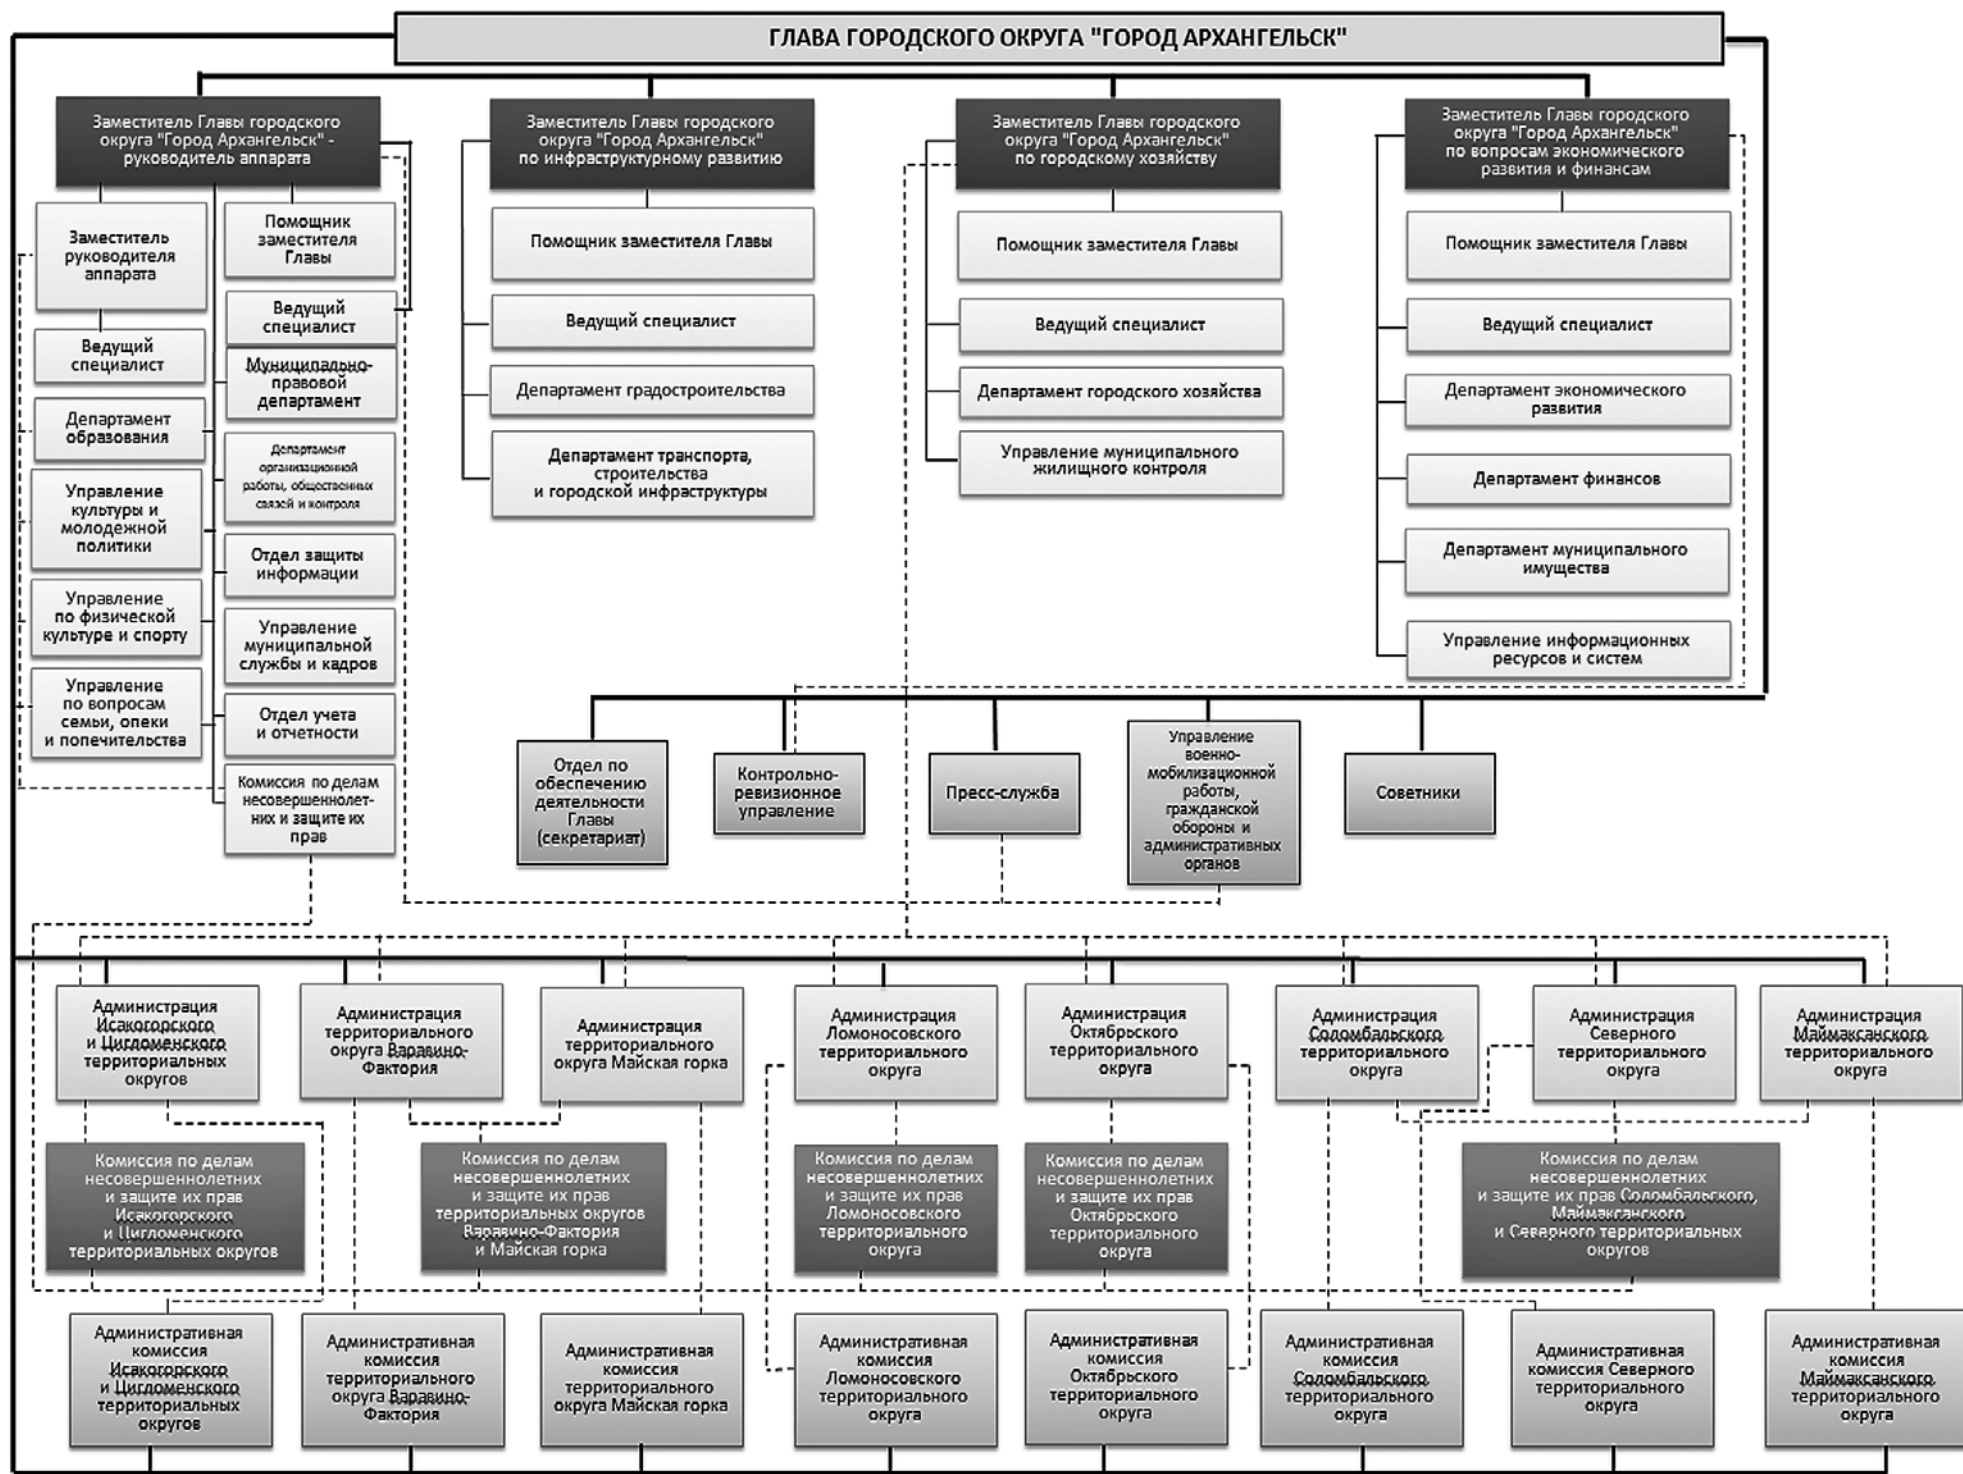 ГЛАВА ГОРОДСКОГО ОКРУГА "ГОРОД АРХАНГЕЛЬСК"
Заместитель Главы городского
округа "Город Архангельск" -
руководитель аппарата
Заместитель Главы городского
округа "Город Архангельск"
по инфраструктурному развитию
Заместитель Главы городского
округа "Город Архангельск"
по городскому хозяйству
Заместитель Главы городского
округа "Город Архангельск"
по вопросам экономического
развития и финансам
Заместитель
руководителя
аппарата
Ведущий
специалист
Департамент
образования
Управление
культуры и
молодежной
политики
Управление
по физической
культуре и спорту
Управление
по вопросам
семьи, опеки
и попечительства
Помощник
заместителя
Главы
Ведущий
специалист
Муниципально-
правовой
департамент
Департамент
организационной
работы, общественных
связей и контроля
Отдел защиты
информации
Управление
муниципальной
службы и кадров
Отдел учета
и отчетности
Комиссия по делам
несовершеннолет-
них и защите их
прав
Помощник заместителя Главы
Ведущий специалист
Департамент градостроительства
Департамент транспорта,
строительства
и городской инфраструктуры
Помощник заместителя Главы
Ведущий специалист
Департамент городского хозяйства
Управление муниципального
жилищного контроля
Помощник заместителя Главы
Ведущий специалист
Департамент экономического
развития
Департамент финансов
Департамент муниципального
имущества
Управление информационных
ресурсов и систем
Отдел по
обеспечению
деятельности
Главы
(секретариат)
Контрольно-
ревизионное
управление
Пресс-служба
Управление
военно-
мобилизационной
работы,
гражданской
обороны и
административных
органов
Советники
Администрация
Исакогорского
и Цигломенского
территориальных
округов
Администрация
территориального
округа Варавино-
Фактория
Администрация
территориального
округа Майская горка
Администрация
Ломоносовского
территориального
округа
Администрация
Октябрьского
территориального
округа
Администрация
Соломбальского
территориального
округа
Администрация
Северного
территориального
округа
Администрация
Маймаксанского
территориального
округа
Комиссия по делам
несовершеннолетних
и защите их прав
Исакогорского
и Цигломенского
территориальных округов
Комиссия по делам
несовершеннолетних
и защите их прав
территориальных округов
Варавино-Фактория
и Майская горка
Комиссия по делам
несовершеннолетних
и защите их прав
Ломоносовского
территориального
округа
Комиссия по делам
несовершеннолетних
и защите их прав
Октябрьского
территориального
округа
Комиссия по делам
несовершеннолетних
и защите их прав Соломбальского,
Маймаксанского
и Северного территориальных
округов
Административная
комиссия
Исакогорского
и Цигломенского
территориальных
округов
Административная
комиссия
территориального
округа Варавино-
Фактория
Административная
комиссия
территориального
округа Майская горка
Административная
комиссия
Ломоносовского
территориального
округа
Административная
комиссия
Октябрьского
территориального
округа
Административная
комиссия
Соломбальского
территориального
округа
Административная
комиссия Северного
территориального
округа
Административная
комиссия
Маймаксанского
территориального
округа